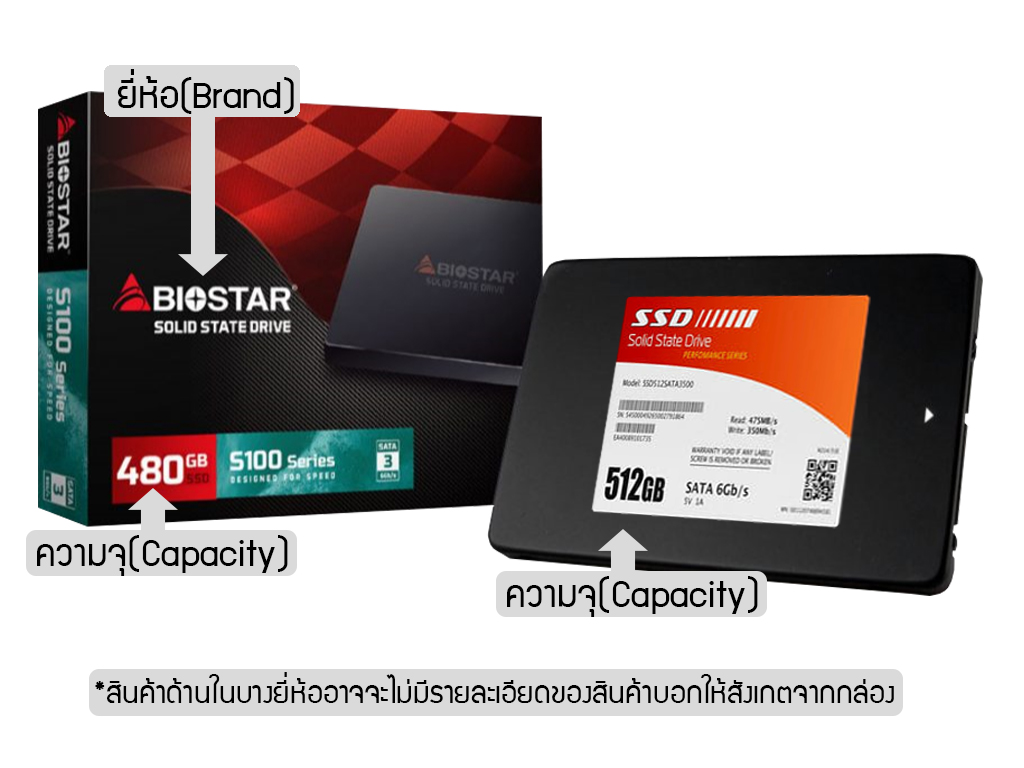 ยี่ห้อ(Brand)
BIOSTAR
SOLID STATE DRIVE
S100 Series
DESIGNED FOR SPEED
SATA
3
6Gb/s
BIOSTAR
SOLID STATE DRIVE
BIOSTAR
SOLID STATE DRIVE
480GB
SSD
S100 Series
DESIGNED FOR SPEED
SATA
3
6Gb/s
ความจุ(Capacity)
SSD
Solid State Drive
PERFOMANCE SERIES
Model: SSD512SATA3500
Read: 475MB/s
Write: 350Mb/s
WARRANTY VOID IF ANY LABEL/
SCREW IS REMOVED OR BROKEN
512GB
SATA 6Gb/s
5V 1A
ความจุ(Capacity)
*สินค้าด้านในบางยี่ห้ออาจจะไม่มีรายละเอียดของสินค้าบอกให้สังเกตจากกล่อง